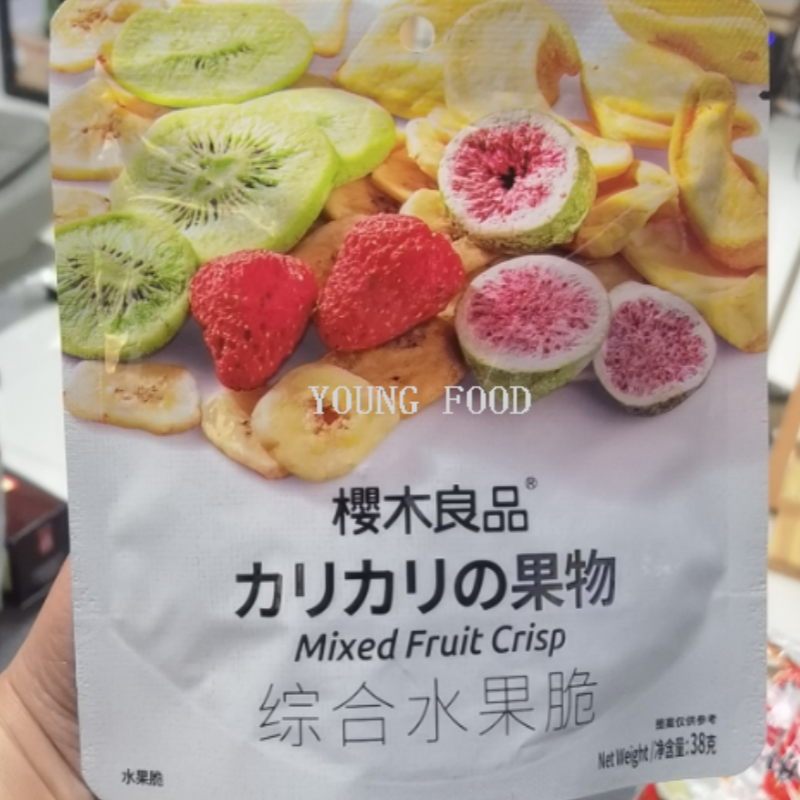 YOUNG FOOD
櫻木良品®
カリカリの果物
Mixed Fruit Crisp
综合水果脆
图案仅供参考
Net Weight/净含量:38克
水果脆